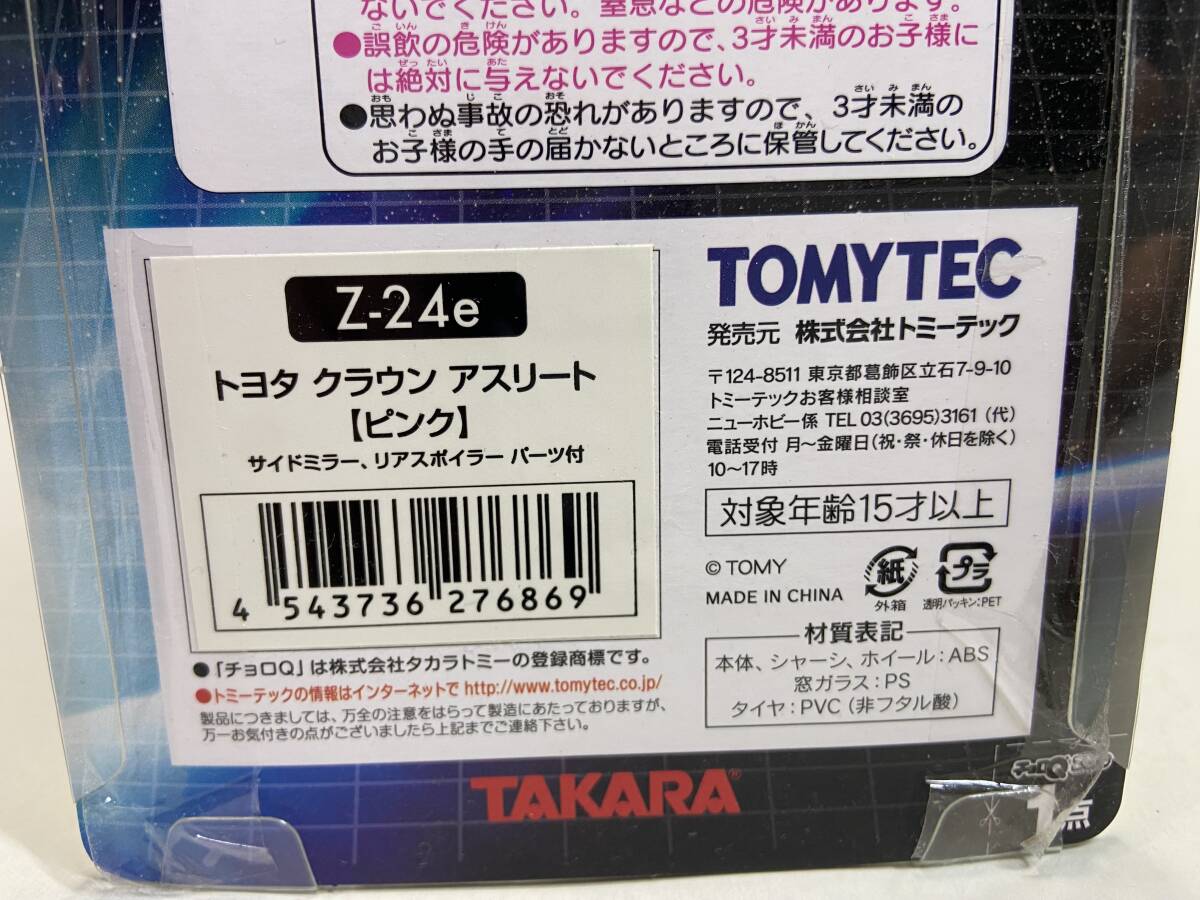 ないでください。窒息などの危険があります。
●誤飲の危険がありますので、3才未満のお子様に
は絶対に与えないでください。
●思わぬ事故の恐れがありますので、3才未満の
お子様の手の届かないところに保管してください。
Z-24e
トヨタ クラウン アスリート
【ピンク】
サイドミラー、リアスポイラー パーツ付
4 543736 276869
●「チョロQ」は株式会社タカラトミーの登録商標です。
●トミーテックの情報はインターネットで http://www.tomytec.co.jp/
製品につきましては、万全の注意をはらって製造にあたっておりますが、
万一お気付きの点がございましたら上記までご連絡下さい。
TOMYTEC
発売元 株式会社トミーテック
〒124-8511 東京都葛飾区立石7-9-10
トミーテックお客様相談室
ニューホビー係 TEL 03(3695)3161（代）
電話受付 月〜金曜日（祝・祭・休日を除く）
10〜17時
対象年齢15才以上
© TOMY
MADE IN CHINA
紙
外箱
プラ
透明パッキン:PET
材質表記
本体、シャーシ、ホイール：ABS
窓ガラス：PS
タイヤ：PVC（非フタル酸）
TAKARA®
チョロQ
1点